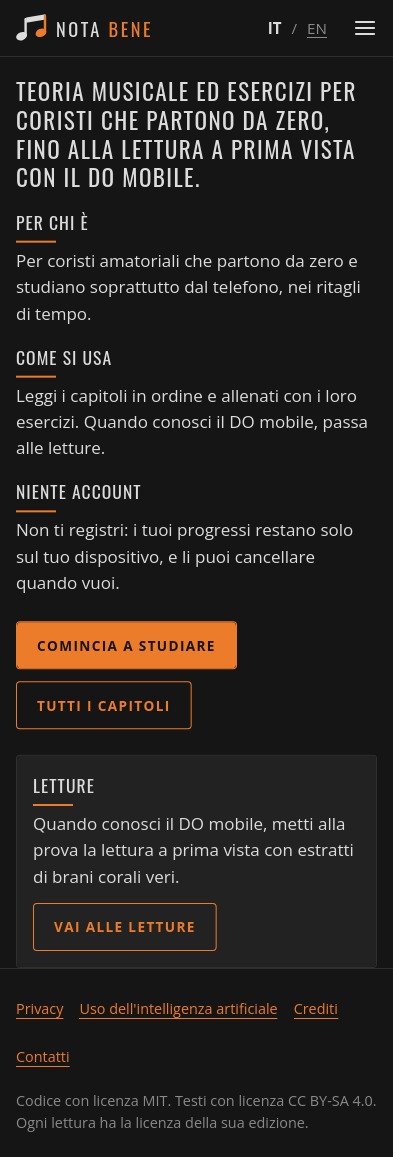 NOTA BENE
IT / EN
TEORIA MUSICALE ED ESERCIZI PER
CORISTI CHE PARTONO DA ZERO,
FINO ALLA LETTURA A PRIMA VISTA
CON IL DO MOBILE.
PER CHI È
Per coristi amatoriali che partono da zero e
studiano soprattutto dal telefono, nei ritagli
di tempo.
COME SI USA
Leggi i capitoli in ordine e allenati con i loro
esercizi. Quando conosci il DO mobile, passa
alle letture.
NIENTE ACCOUNT
Non ti registri: i tuoi progressi restano solo
sul tuo dispositivo, e li puoi cancellare
quando vuoi.
COMINCIA A STUDIARE
TUTTI I CAPITOLI
LETTURE
Quando conosci il DO mobile, metti alla
prova la lettura a prima vista con estratti
di brani corali veri.
VAI ALLE LETTURE
Privacy Uso dell'intelligenza artificiale Crediti
Contatti
Codice con licenza MIT. Testi con licenza CC BY-SA 4.0.
Ogni lettura ha la licenza della sua edizione.